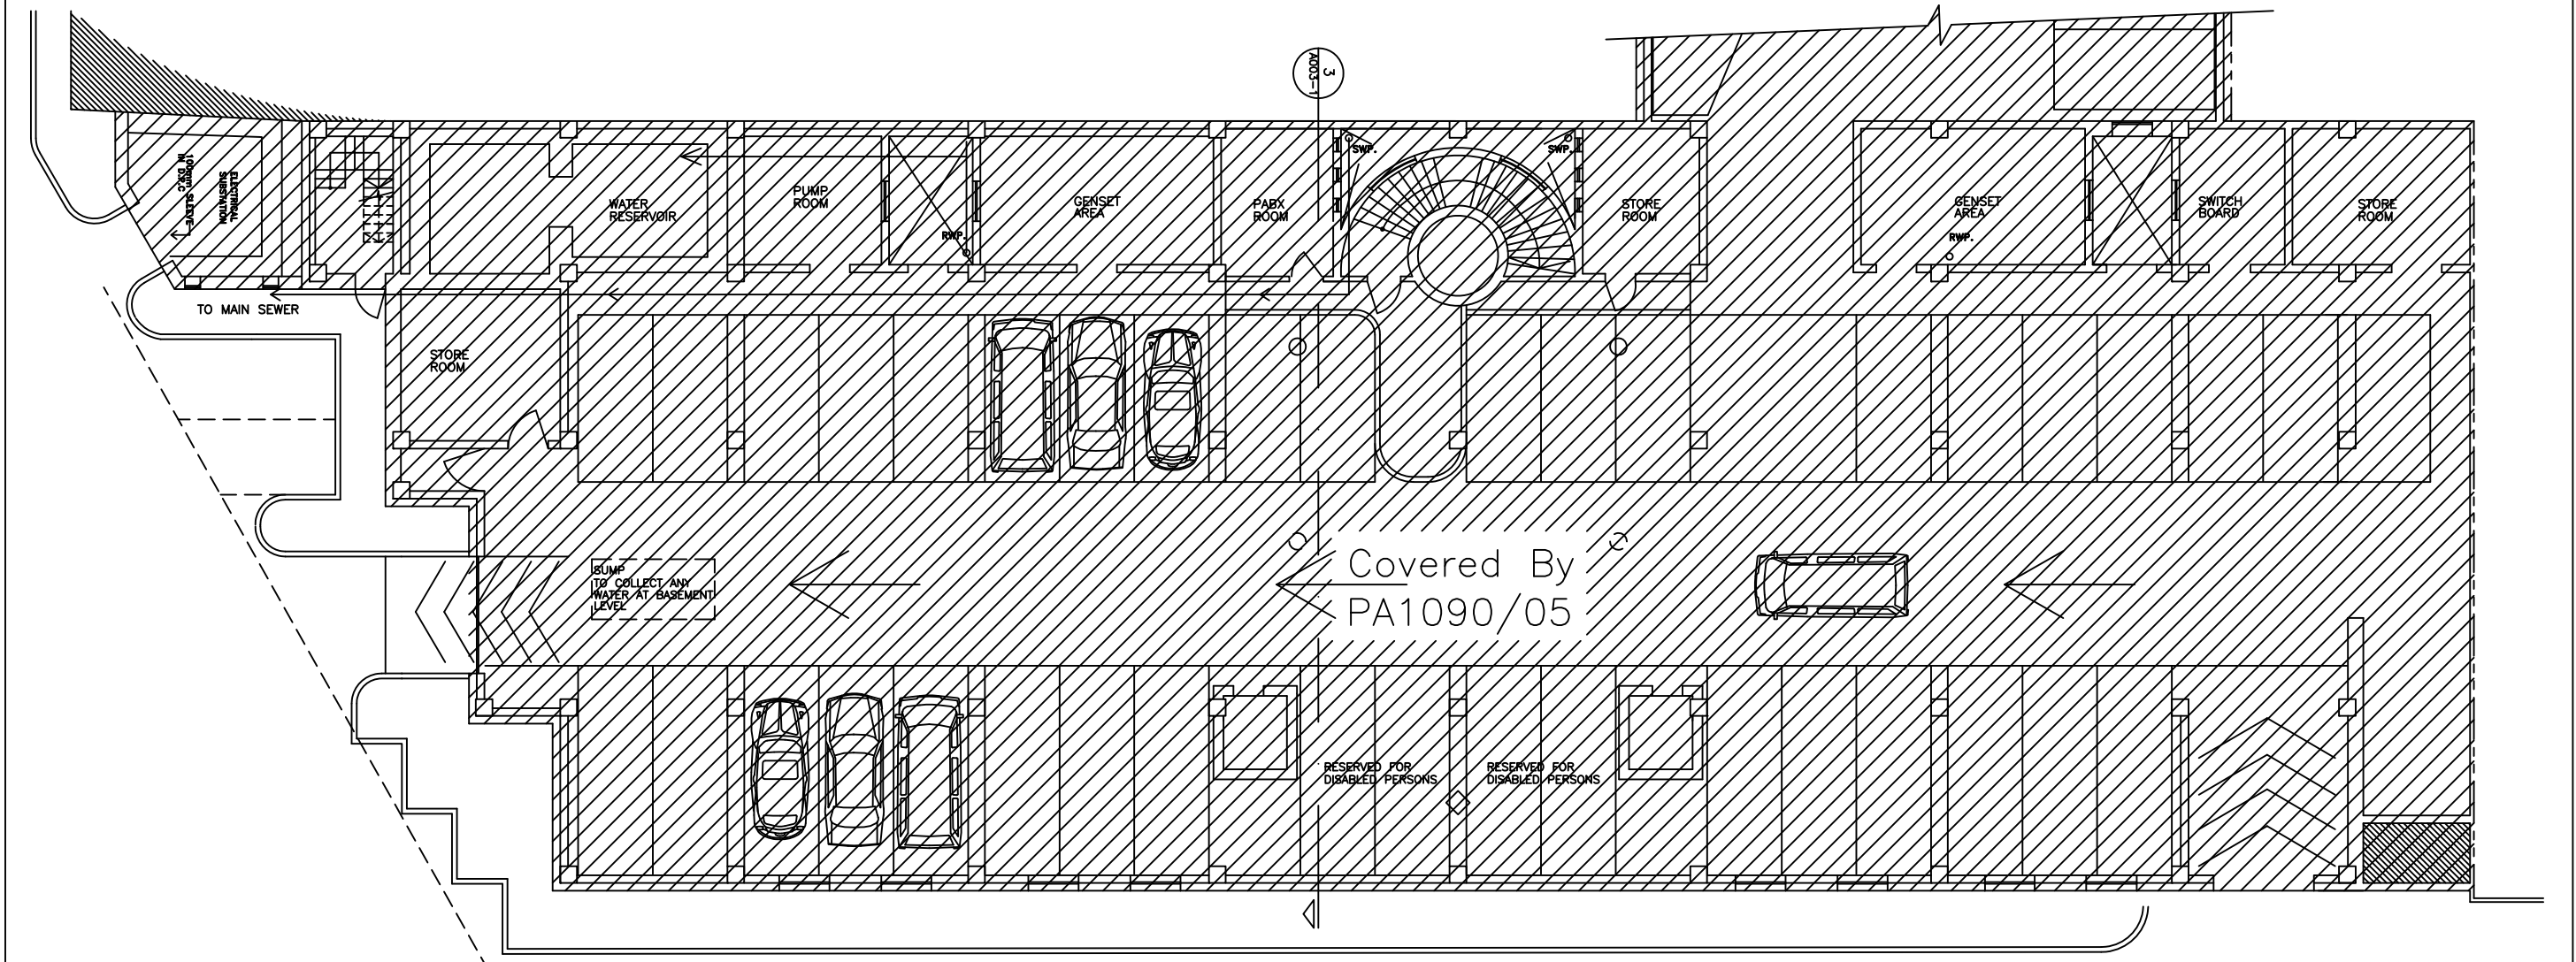 3
A003-1
100mm SLEEVE
IN D.P.C
ELECTRICAL
SUBSTATION
WATER
RESERVOIR
PUMP
ROOM
RWP.
GENSET
AREA
PABX
ROOM
SWP.
SWP.
STORE
ROOM
GENSET
AREA
RWP.
SWITCH
BOARD
STORE
ROOM
TO MAIN SEWER
STORE
ROOM
SUMP
TO COLLECT ANY
WATER AT BASEMENT
LEVEL
Covered By
PA1090/05
RESERVED FOR
DISABLED PERSONS
RESERVED FOR
DISABLED PERSONS